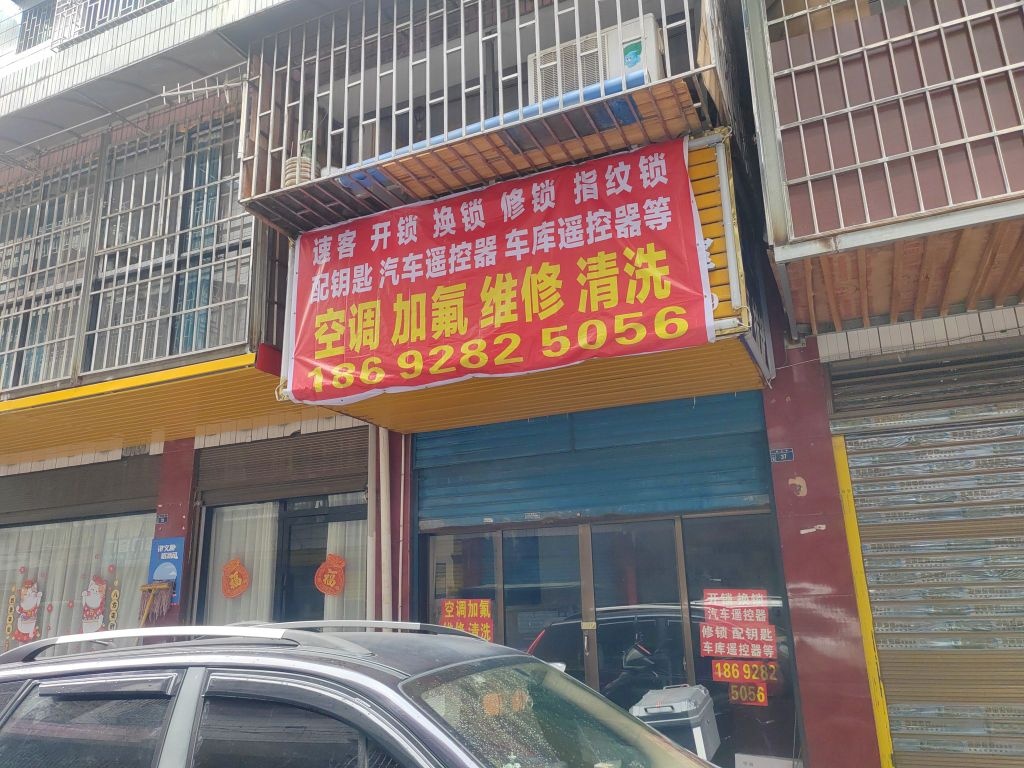 速客 开锁 换锁 修锁 指纹锁
配钥匙 汽车遥控器 车库遥控器等
空调 加氟 维修 清洗
186 9282 5056
福
福
空调加氟
清洗
开锁 换锁
汽车遥控器
修锁 配钥匙
车库遥控器等
186 9282
5056